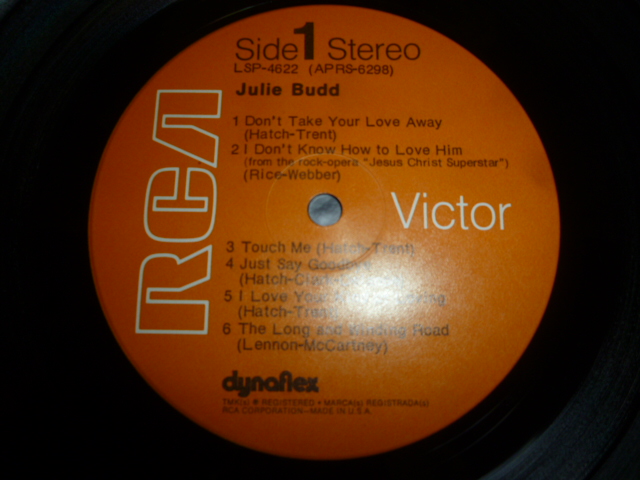 Side 1 Stereo
LSP-4622 (APRS-6298)
Julie Budd
1 Don't Take Your Love Away
(Hatch-Trent)
2 I Don't Know How to Love Him
(from the rock-opera "Jesus Christ Superstar")
(Rice-Webber)
RCA
Victor
3 Touch Me (Hatch-Trent)
4 Just Say
(Hatch-
5 I Love You
(Hatch-Trent)
6 The Long and Winding Road
(Lennon-McCartney)
dynaflex
TMK(s) ® REGISTERED • MARCA(s) REGISTRADA(s)
RCA CORPORATION—MADE IN U.S.A.